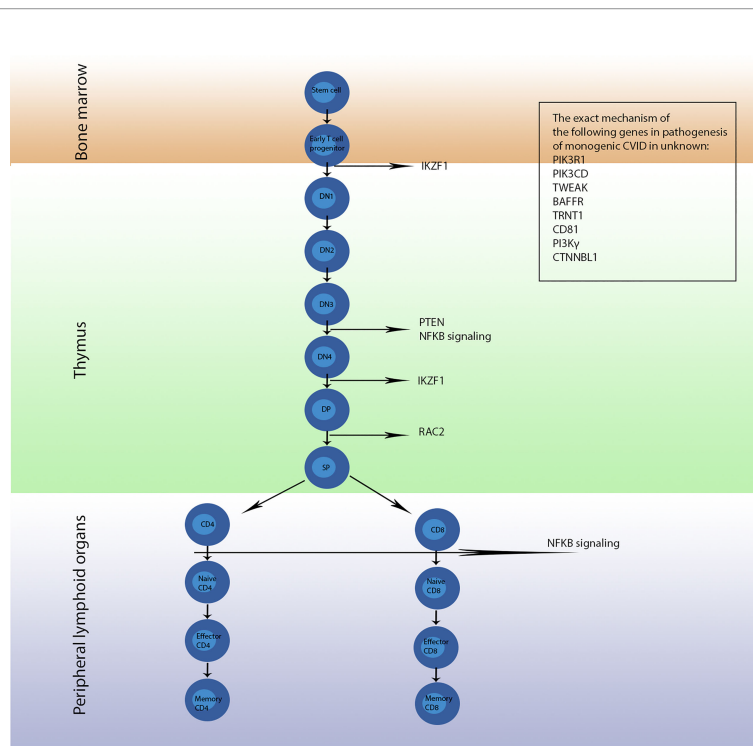 Bone marrow
Stem cell
Early T cell
progenitor
IKZF1
The exact mechanism of
the following genes in pathogenesis
of monogenic CVID in unknown:
PIK3R1
PIK3CD
TWEAK
BAFFR
TRNT1
CD81
PI3Kγ
CTNNBL1
Thymus
DN1
DN2
DN3
PTEN
NFKB signaling
DN4
IKZF1
DP
RAC2
SP
Peripheral lymphoid organs
CD4
CD8
NFKB signaling
Naive
CD4
Naive
CD8
Effector
CD4
Effector
CD8
Memory
CD4
Memory
CD8